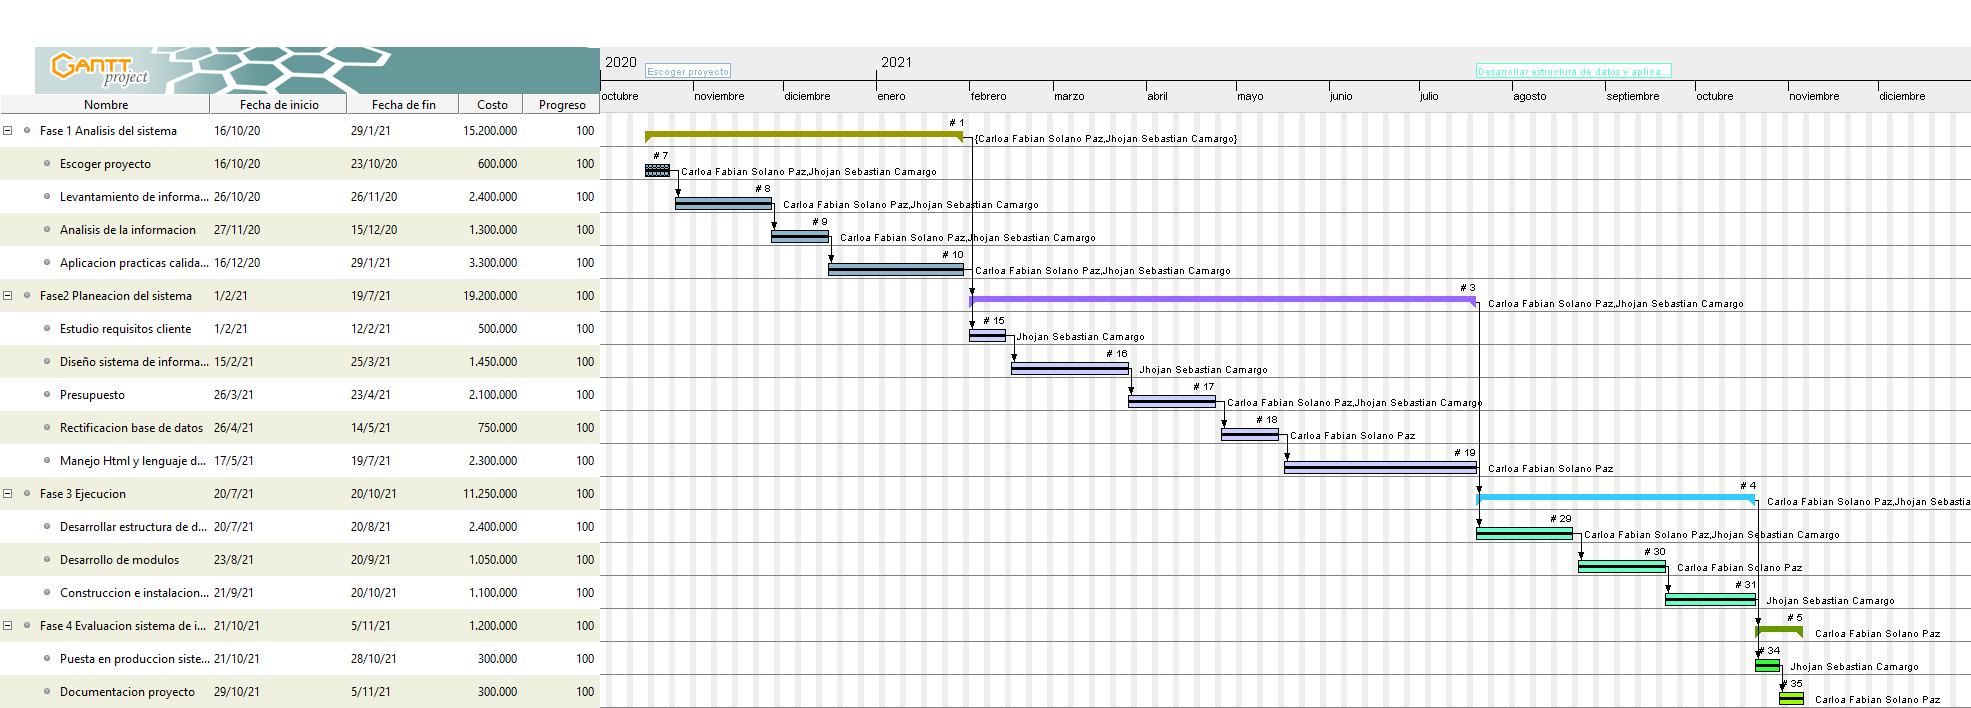 GANTT
project
2020 2021
Escoger proyecto Desarrollar estructura de datos y aplica...
octubre noviembre diciembre enero febrero marzo abril mayo junio julio agosto septiembre octubre noviembre diciembre
Nombre Fecha de inicio Fecha de fin Costo Progreso
Fase 1 Analisis del sistema 16/10/20 29/1/21 15.200.000 100 # 1 {Carloa Fabian Solano Paz,Jhojan Sebastian Camargo}
Escoger proyecto 16/10/20 23/10/20 600.000 100 # 7 Carloa Fabian Solano Paz,Jhojan Sebastian Camargo
Levantamiento de informa... 26/10/20 26/11/20 2.400.000 100 # 8 Carloa Fabian Solano Paz,Jhojan Sebastian Camargo
Analisis de la informacion 27/11/20 15/12/20 1.300.000 100 # 9 Carloa Fabian Solano Paz,Jhojan Sebastian Camargo
Aplicacion practicas calida... 16/12/20 29/1/21 3.300.000 100 # 10 Carloa Fabian Solano Paz,Jhojan Sebastian Camargo
Fase2 Planeacion del sistema 1/2/21 19/7/21 19.200.000 100 # 3 Carloa Fabian Solano Paz,Jhojan Sebastian Camargo
Estudio requisitos cliente 1/2/21 12/2/21 500.000 100 # 15 Jhojan Sebastian Camargo
Diseño sistema de informa... 15/2/21 25/3/21 1.450.000 100 # 16 Jhojan Sebastian Camargo
Presupuesto 26/3/21 23/4/21 2.100.000 100 # 17 Carloa Fabian Solano Paz,Jhojan Sebastian Camargo
Rectificacion base de datos 26/4/21 14/5/21 750.000 100 # 18 Carloa Fabian Solano Paz
Manejo Html y lenguaje d... 17/5/21 19/7/21 2.300.000 100 # 19 Carloa Fabian Solano Paz
Fase 3 Ejecucion 20/7/21 20/10/21 11.250.000 100 # 4 Carloa Fabian Solano Paz,Jhojan Sebastia
Desarrollar estructura de d... 20/7/21 20/8/21 2.400.000 100 # 29 Carloa Fabian Solano Paz,Jhojan Sebastian Camargo
Desarrollo de modulos 23/8/21 20/9/21 1.050.000 100 # 30 Carloa Fabian Solano Paz
Construccion e instalacion... 21/9/21 20/10/21 1.100.000 100 # 31 Jhojan Sebastian Camargo
Fase 4 Evaluacion sistema de i... 21/10/21 5/11/21 1.200.000 100 # 5 Carloa Fabian Solano Paz
Puesta en produccion siste... 21/10/21 28/10/21 300.000 100 # 34 Jhojan Sebastian Camargo
Documentacion proyecto 29/10/21 5/11/21 300.000 100 # 35 Carloa Fabian Solano Paz